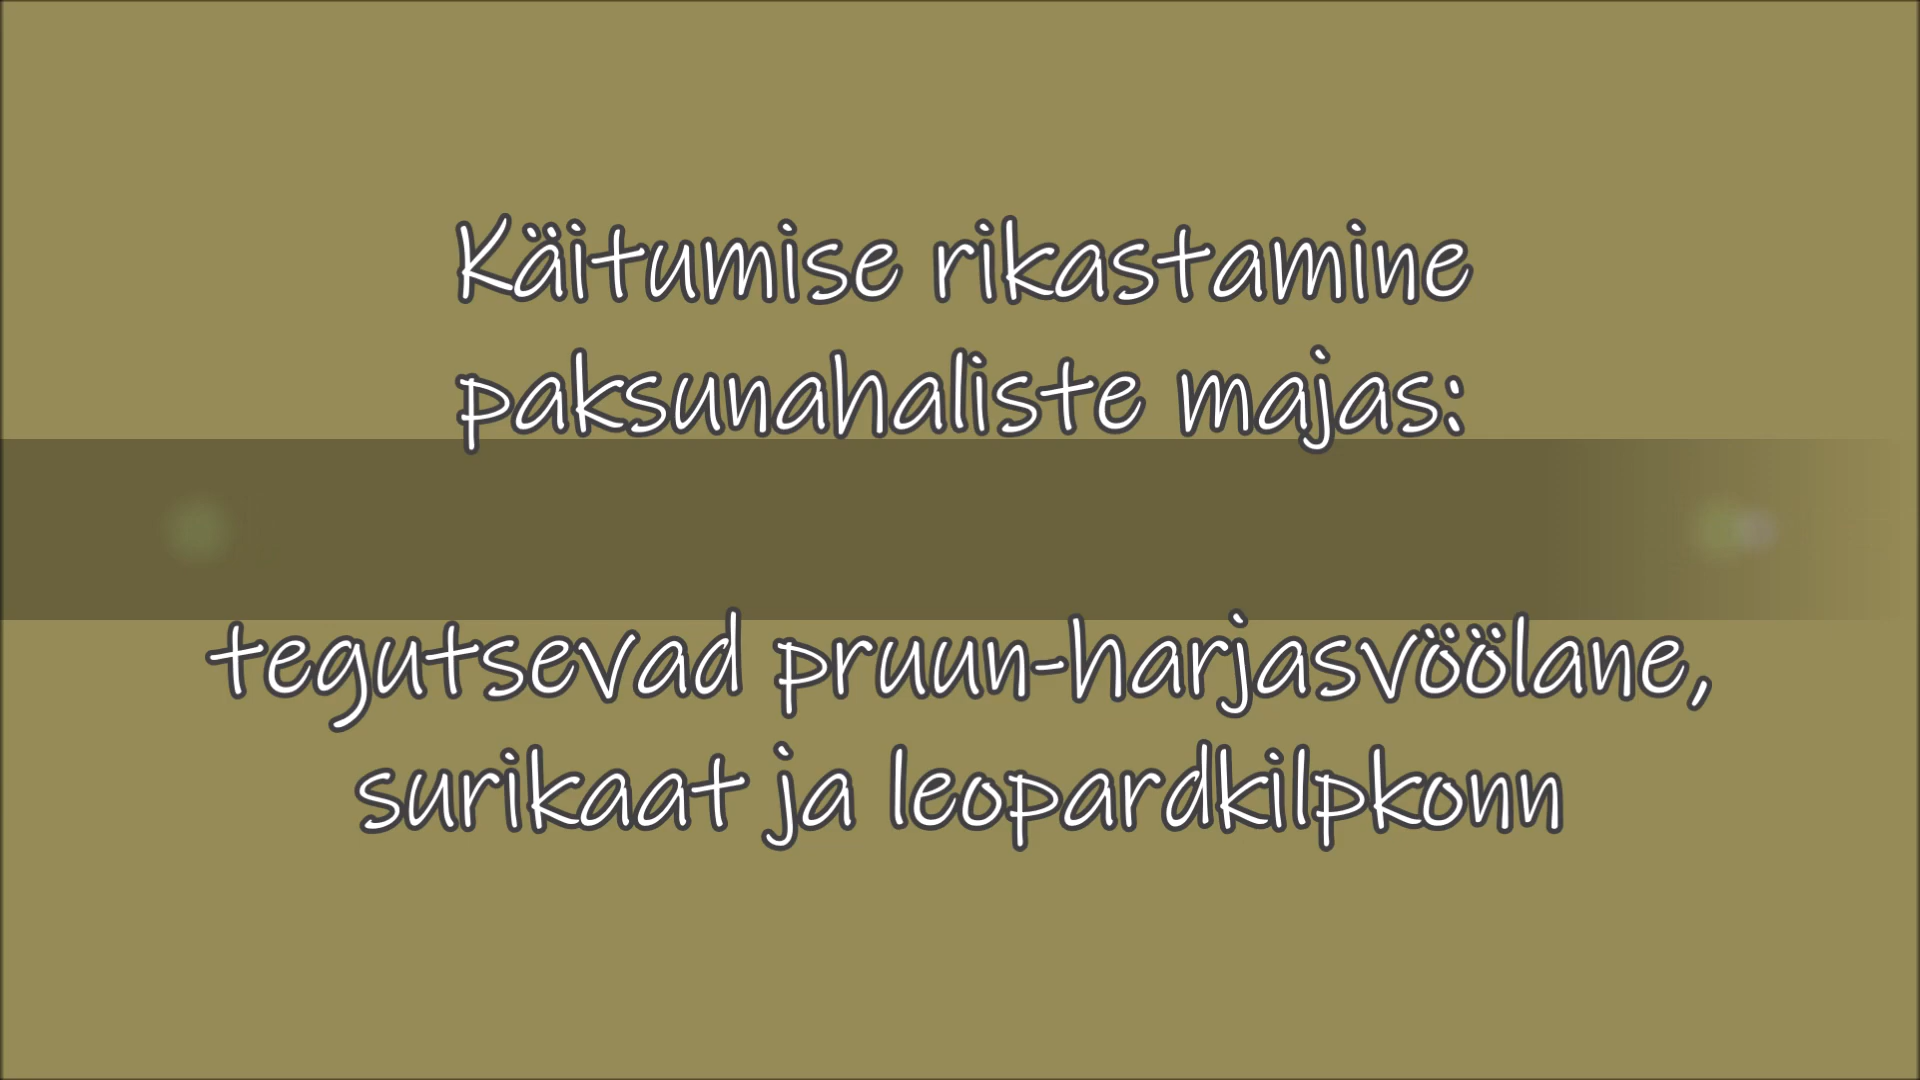 Käitumise rikastamine
paksunahaliste majas:
tegutsevad pruun-harjasvöölane,
surikaat ja leopardkilpkonn